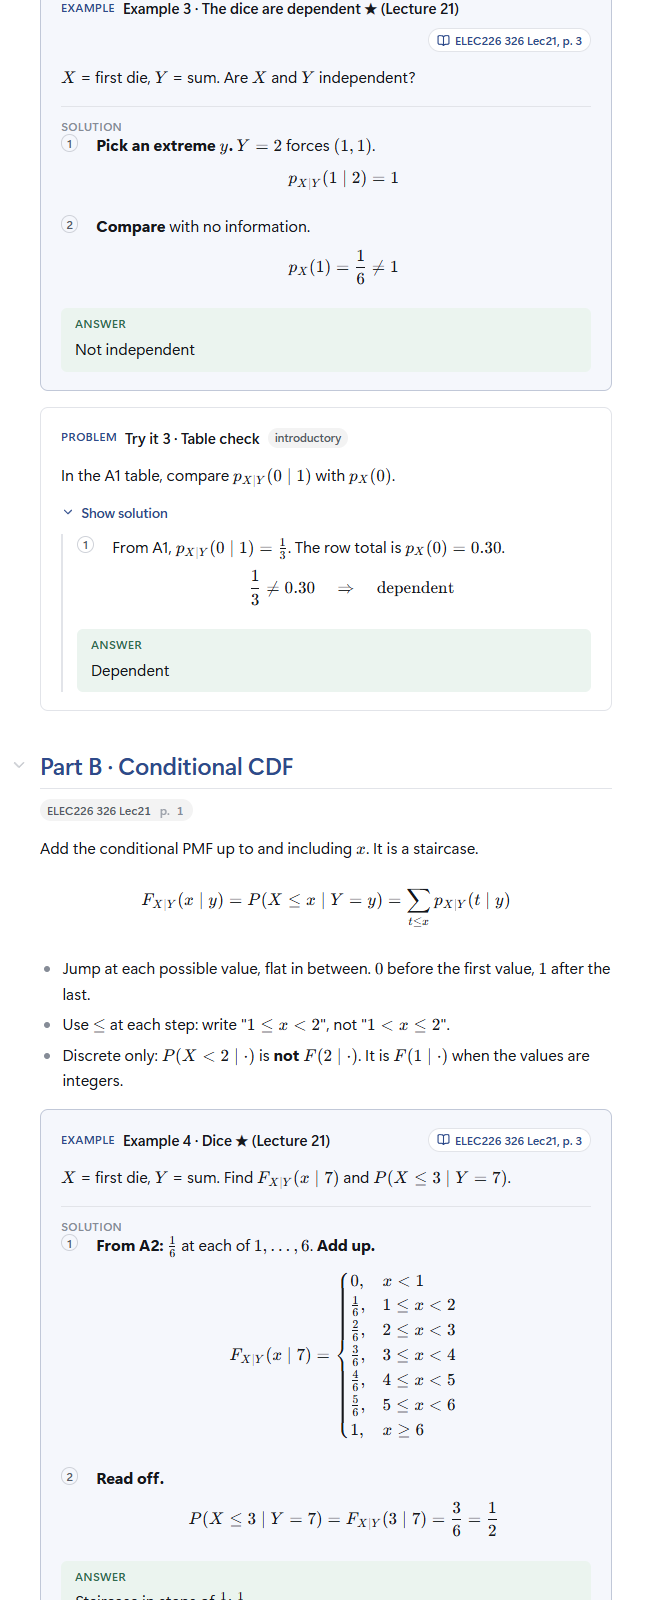 EXAMPLE Example 3 · The dice are dependent ★ (Lecture 21)
ELEC226 326 Lec21, p. 3
X = first die, Y = sum. Are X and Y independent?
SOLUTION
1 Pick an extreme y. Y = 2 forces (1, 1).
p_{X|Y}(1 | 2) = 1
2 Compare with no information.
p_X(1) = 1/6 ≠ 1
ANSWER
Not independent
PROBLEM Try it 3 · Table check introductory
In the A1 table, compare p_{X|Y}(0 | 1) with p_X(0).
Show solution
1 From A1, p_{X|Y}(0 | 1) = 1/3. The row total is p_X(0) = 0.30.
1/3 ≠ 0.30 ⇒ dependent
ANSWER
Dependent
Part B · Conditional CDF
ELEC226 326 Lec21 p. 1
Add the conditional PMF up to and including x. It is a staircase.
F_{X|Y}(x | y) = P(X ≤ x | Y = y) = ∑_{t≤x} p_{X|Y}(t | y)
• Jump at each possible value, flat in between. 0 before the first value, 1 after the
last.
• Use ≤ at each step: write "1 ≤ x < 2", not "1 < x ≤ 2".
• Discrete only: P(X < 2 | ·) is not F(2 | ·). It is F(1 | ·) when the values are
integers.
EXAMPLE Example 4 · Dice ★ (Lecture 21)
ELEC226 326 Lec21, p. 3
X = first die, Y = sum. Find F_{X|Y}(x | 7) and P(X ≤ 3 | Y = 7).
SOLUTION
1 From A2: 1/6 at each of 1, . . . , 6. Add up.
F_{X|Y}(x | 7) = {
0, x < 1
1/6, 1 ≤ x < 2
2/6, 2 ≤ x < 3
3/6, 3 ≤ x < 4
4/6, 4 ≤ x < 5
5/6, 5 ≤ x < 6
1, x ≥ 6
2 Read off.
P(X ≤ 3 | Y = 7) = F_{X|Y}(3 | 7) = 3/6 = 1/2
ANSWER